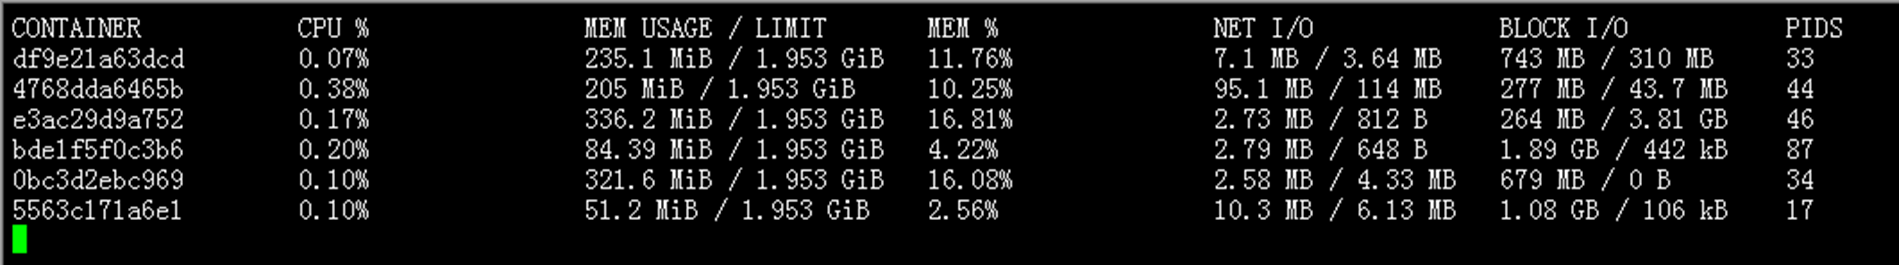 CONTAINER CPU % MEM USAGE / LIMIT MEM % NET I/O BLOCK I/O PIDS
df9e21a63dcd 0.07% 235.1 MiB / 1.953 GiB 11.76% 7.1 MB / 3.64 MB 743 MB / 310 MB 33
4768dda6465b 0.38% 205 MiB / 1.953 GiB 10.25% 95.1 MB / 114 MB 277 MB / 43.7 MB 44
e3ac29d9a752 0.17% 336.2 MiB / 1.953 GiB 16.81% 2.73 MB / 812 B 264 MB / 3.81 GB 46
bde1f5f0c3b6 0.20% 84.39 MiB / 1.953 GiB 4.22% 2.79 MB / 648 B 1.89 GB / 442 kB 87
0bc3d2ebc969 0.10% 321.6 MiB / 1.953 GiB 16.08% 2.58 MB / 4.33 MB 679 MB / 0 B 34
5563c171a6e1 0.10% 51.2 MiB / 1.953 GiB 2.56% 10.3 MB / 6.13 MB 1.08 GB / 106 kB 17